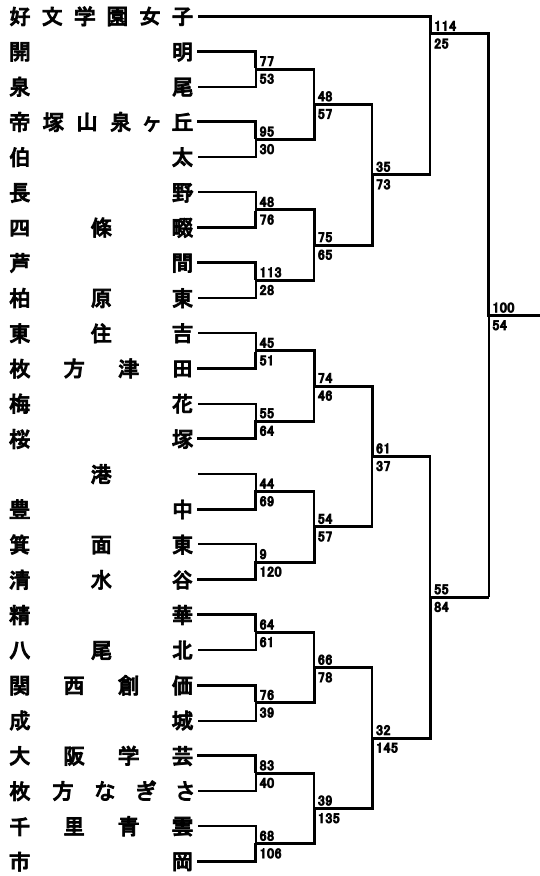 好文学園女子
開明
泉尾
帝塚山泉ヶ丘
伯太
長野
四條畷
芦間
柏原東
東住吉
枚方津田
梅花
桜塚
港
豊中
箕面東
清水谷
精華
八尾北
関西創価
成城
大阪学芸
枚方なぎさ
千里青雲
市岡
77
53
95
30
48
76
113
28
45
51
55
64
44
69
9
120
64
61
76
39
83
40
68
106
48
57
75
65
74
46
54
57
66
78
39
135
35
73
61
37
32
145
114
25
55
84
100
54